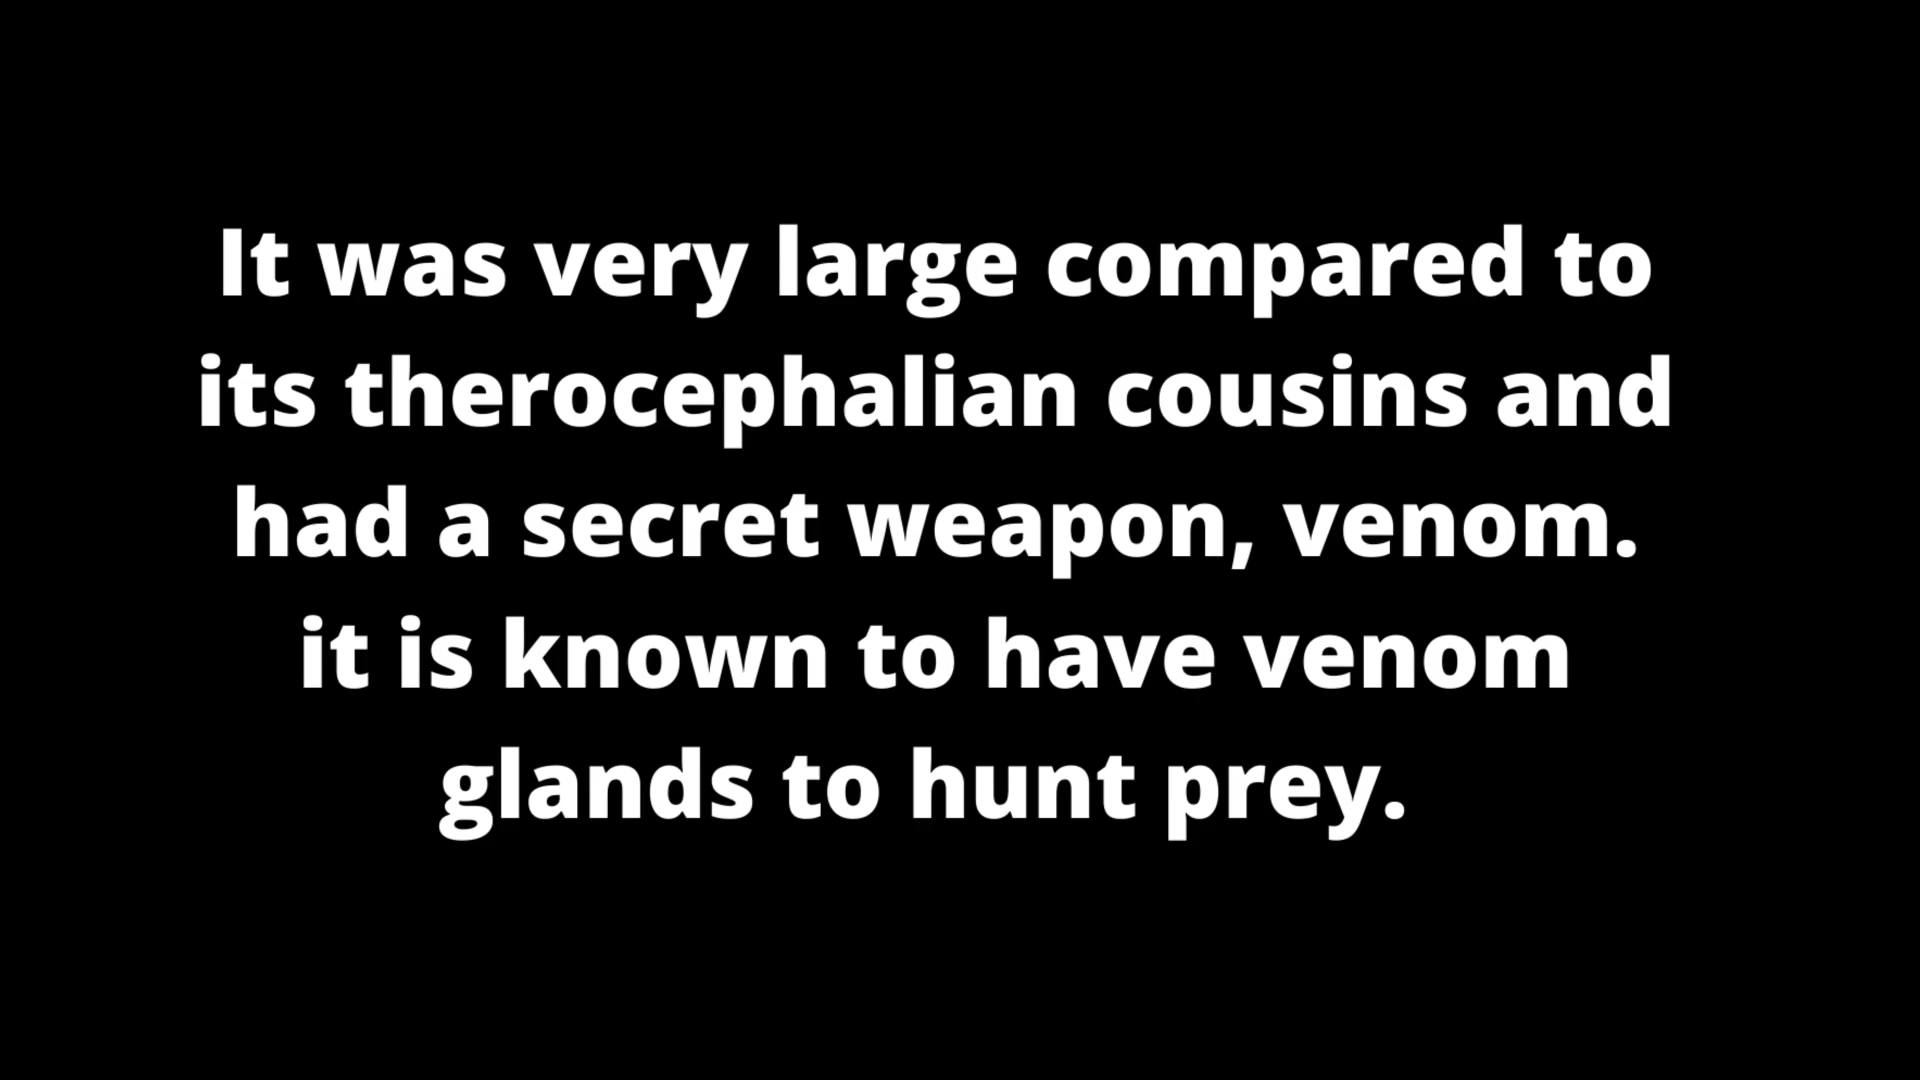 It was very large compared to
its therocephalian cousins and
had a secret weapon, venom.
it is known to have venom
glands to hunt prey.